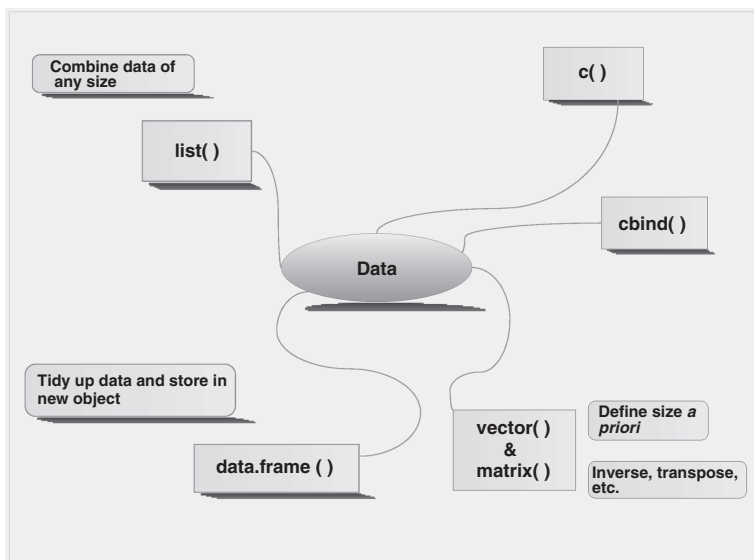 Combine data of
any size
c( )
list( )
cbind( )
Data
Tidy up data and store in
new object
data.frame ( )
vector( )
&
matrix( )
Define size a
priori
Inverse, transpose,
etc.